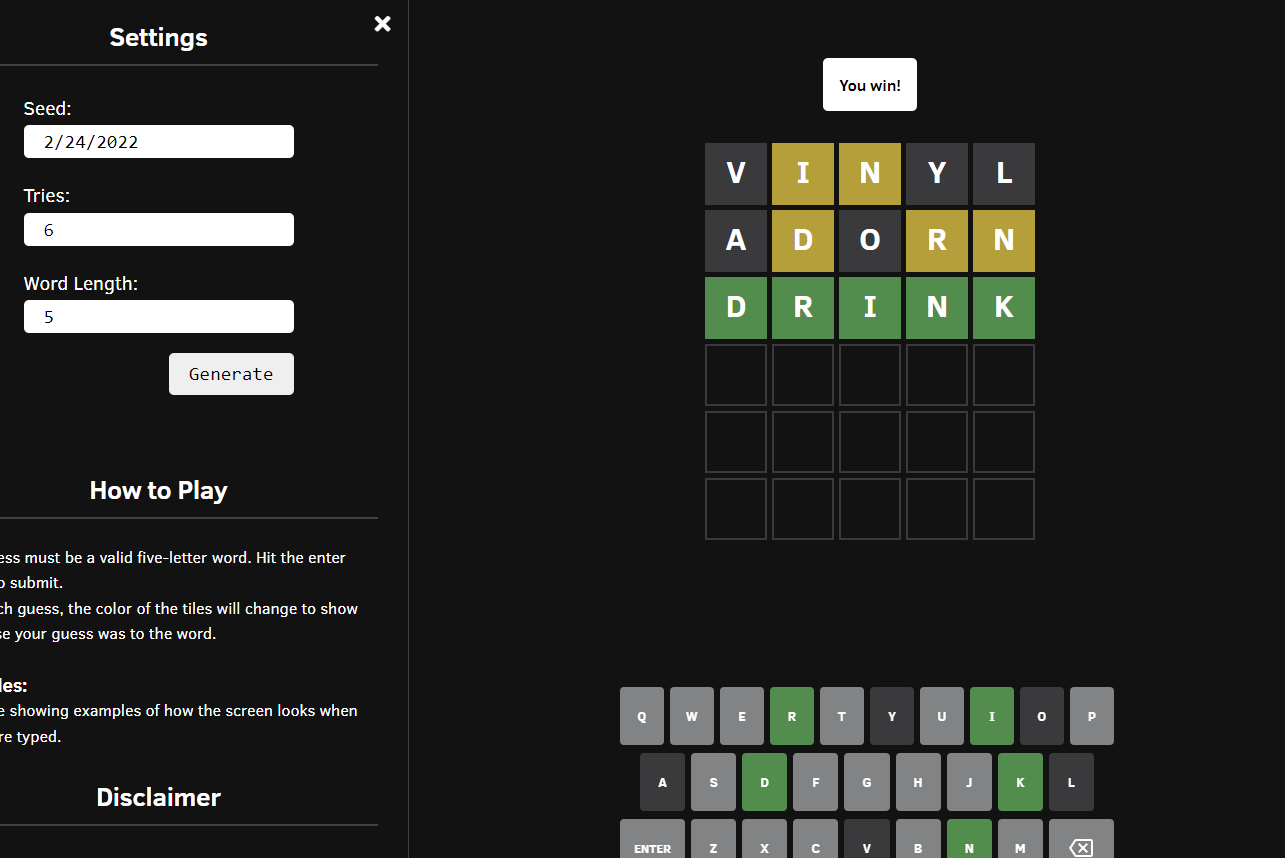 Settings
Seed:
2/24/2022
Tries:
6
Word Length:
5
Generate
How to Play
ess must be a valid five-letter word. Hit the enter
o submit.
ch guess, the color of the tiles will change to show
se your guess was to the word.
les:
e showing examples of how the screen looks when
re typed.
Disclaimer
You win!
V I N Y L
A D O R N
D R I N K
Q W E R T Y U I O P
A S D F G H J K L
ENTER Z X C V B N M